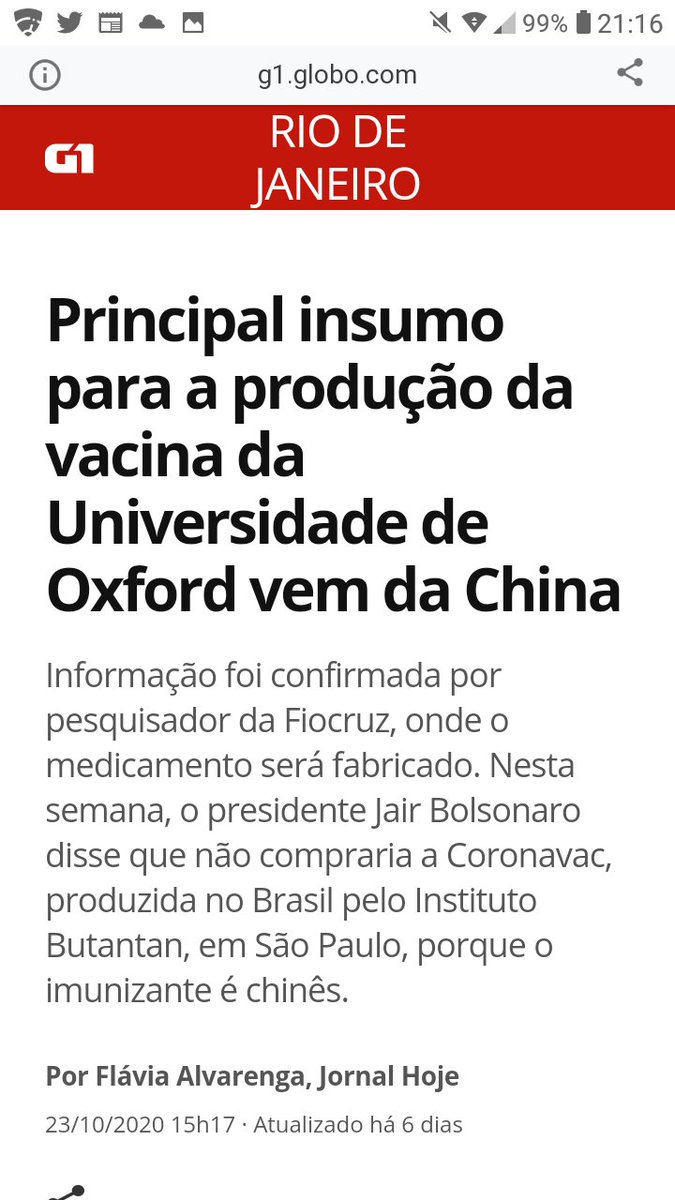 99% 21:16
g1.globo.com
G1
RIO DE
JANEIRO
Principal insumo
para a produção da
vacina da
Universidade de
Oxford vem da China
Informação foi confirmada por
pesquisador da Fiocruz, onde o
medicamento será fabricado. Nesta
semana, o presidente Jair Bolsonaro
disse que não compraria a Coronavac,
produzida no Brasil pelo Instituto
Butantan, em São Paulo, porque o
imunizante é chinês.
Por Flávia Alvarenga, Jornal Hoje
23/10/2020 15h17 · Atualizado há 6 dias